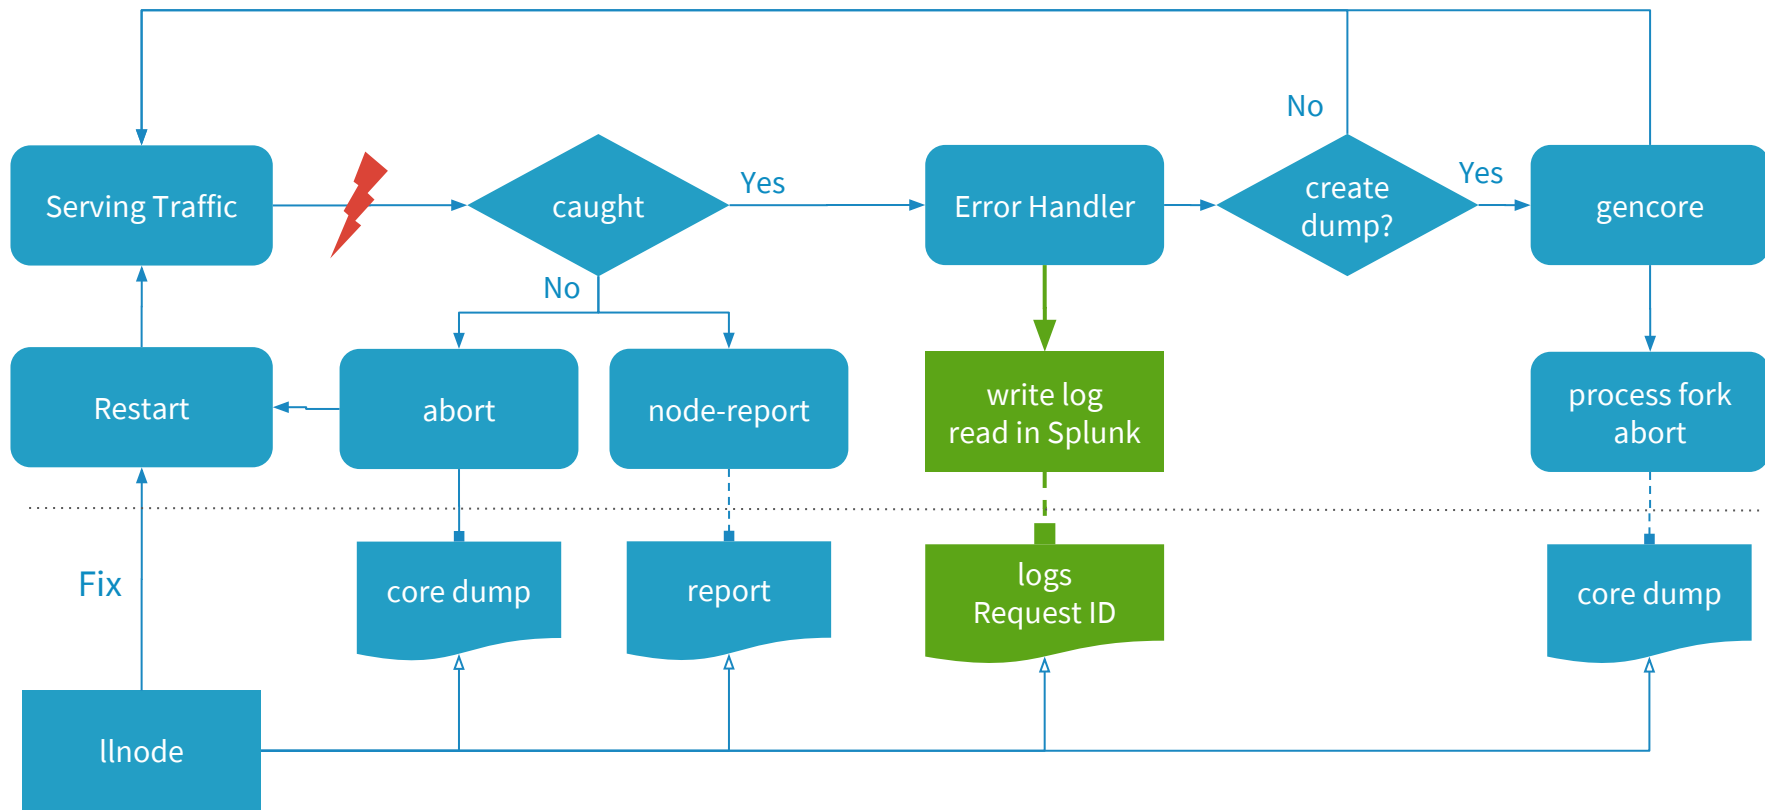 No
Serving Traffic
caught
Yes
Error Handler
create
dump?
Yes
gencore
No
Restart
abort
node-report
write log
read in Splunk
process fork
abort
Fix
core dump
report
logs
Request ID
core dump
llnode